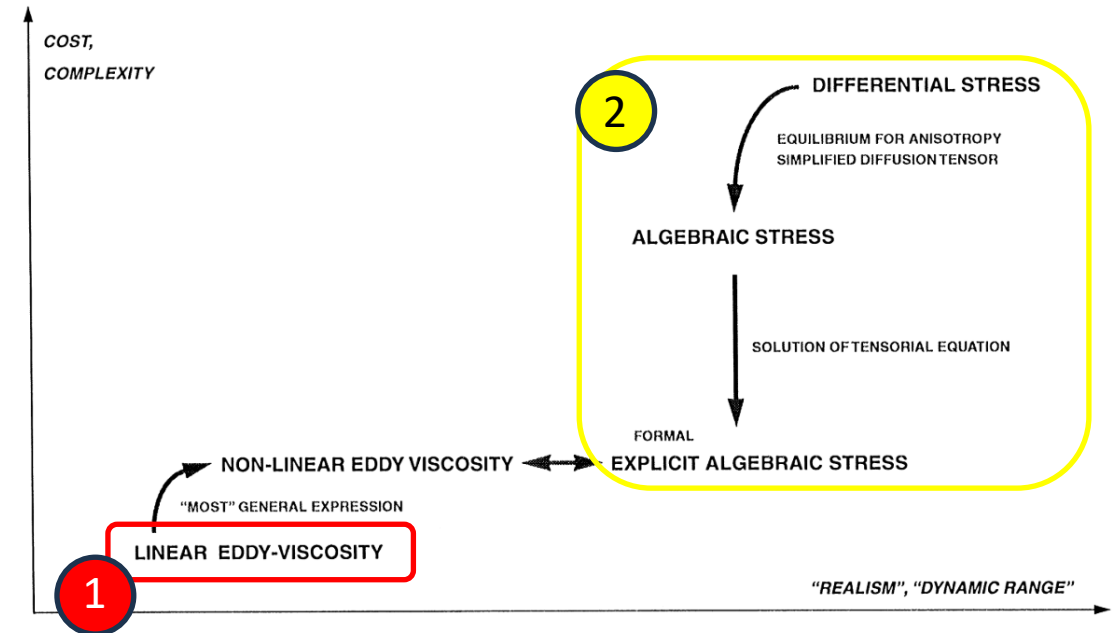 COST,
COMPLEXITY
2
DIFFERENTIAL STRESS
EQUILIBRIUM FOR ANISOTROPY
SIMPLIFIED DIFFUSION TENSOR
ALGEBRAIC STRESS
SOLUTION OF TENSORIAL EQUATION
FORMAL
NON-LINEAR EDDY VISCOSITY
EXPLICIT ALGEBRAIC STRESS
“MOST” GENERAL EXPRESSION
LINEAR EDDY-VISCOSITY
1
“REALISM”, “DYNAMIC RANGE”